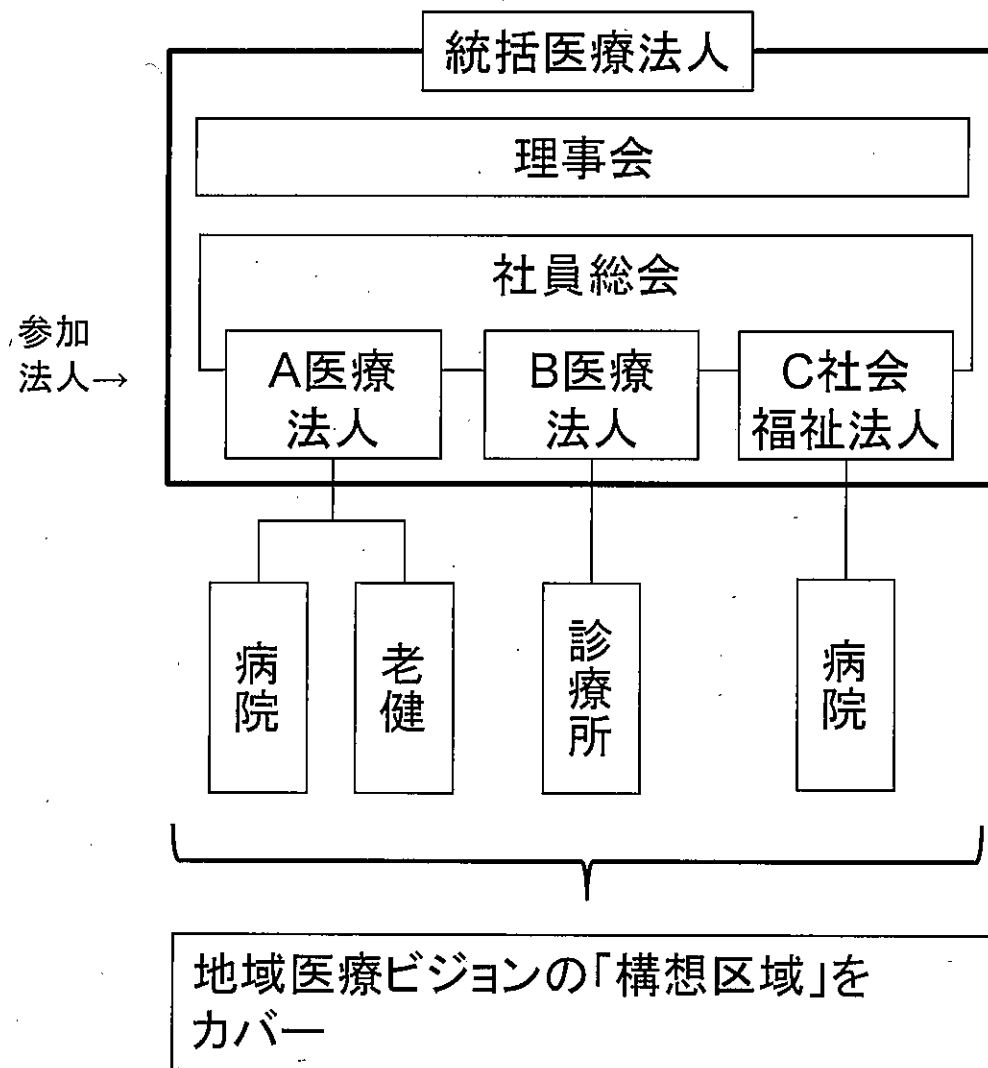 統括医療法人
理事会
社員総会
参加
法人→
A医療
法人
B医療
法人
C社会
福祉法人
病院
老健
診療所
病院
地域医療ビジョンの「構想区域」を
カバー